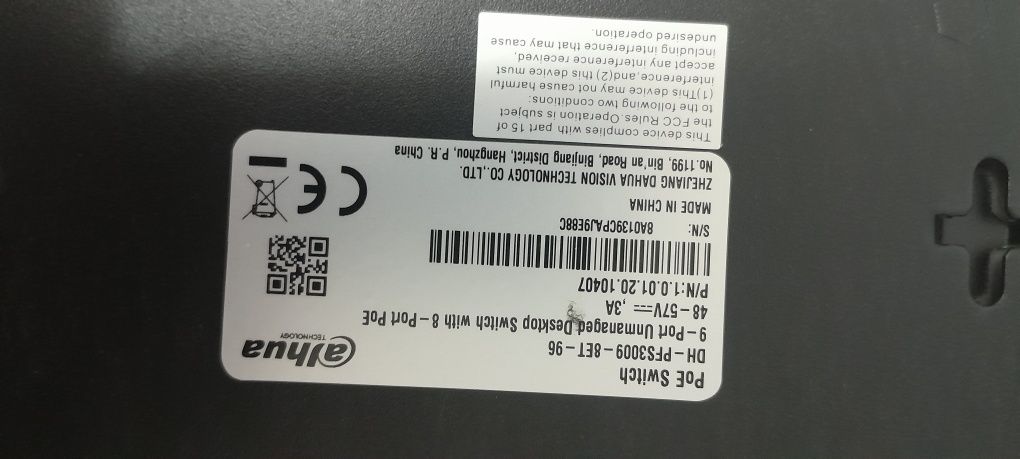 PoE Switch
alhua
TECHNOLOGY
DH-PFS3009-8ET-96
9-Port Unmanaged Desktop Switch with 8-Port PoE
48-57V⎓ ,3A
P/N:1.0.01.20.10407
S/N: 8A0139CPAJ9E88C
MADE IN CHINA
ZHEJIANG DAHUA VISION TECHNOLOGY CO.,LTD.
No.1199, Bin'an Road, Binjiang District, Hangzhou, P.R. China
CE
This device complies with part 15 of
the FCC Rules. Operation is subject
to the following two conditions:
(1)This device may not cause harmful
interference,and(2) this device must
accept any interference received,
including interference that may cause
undesired operation.